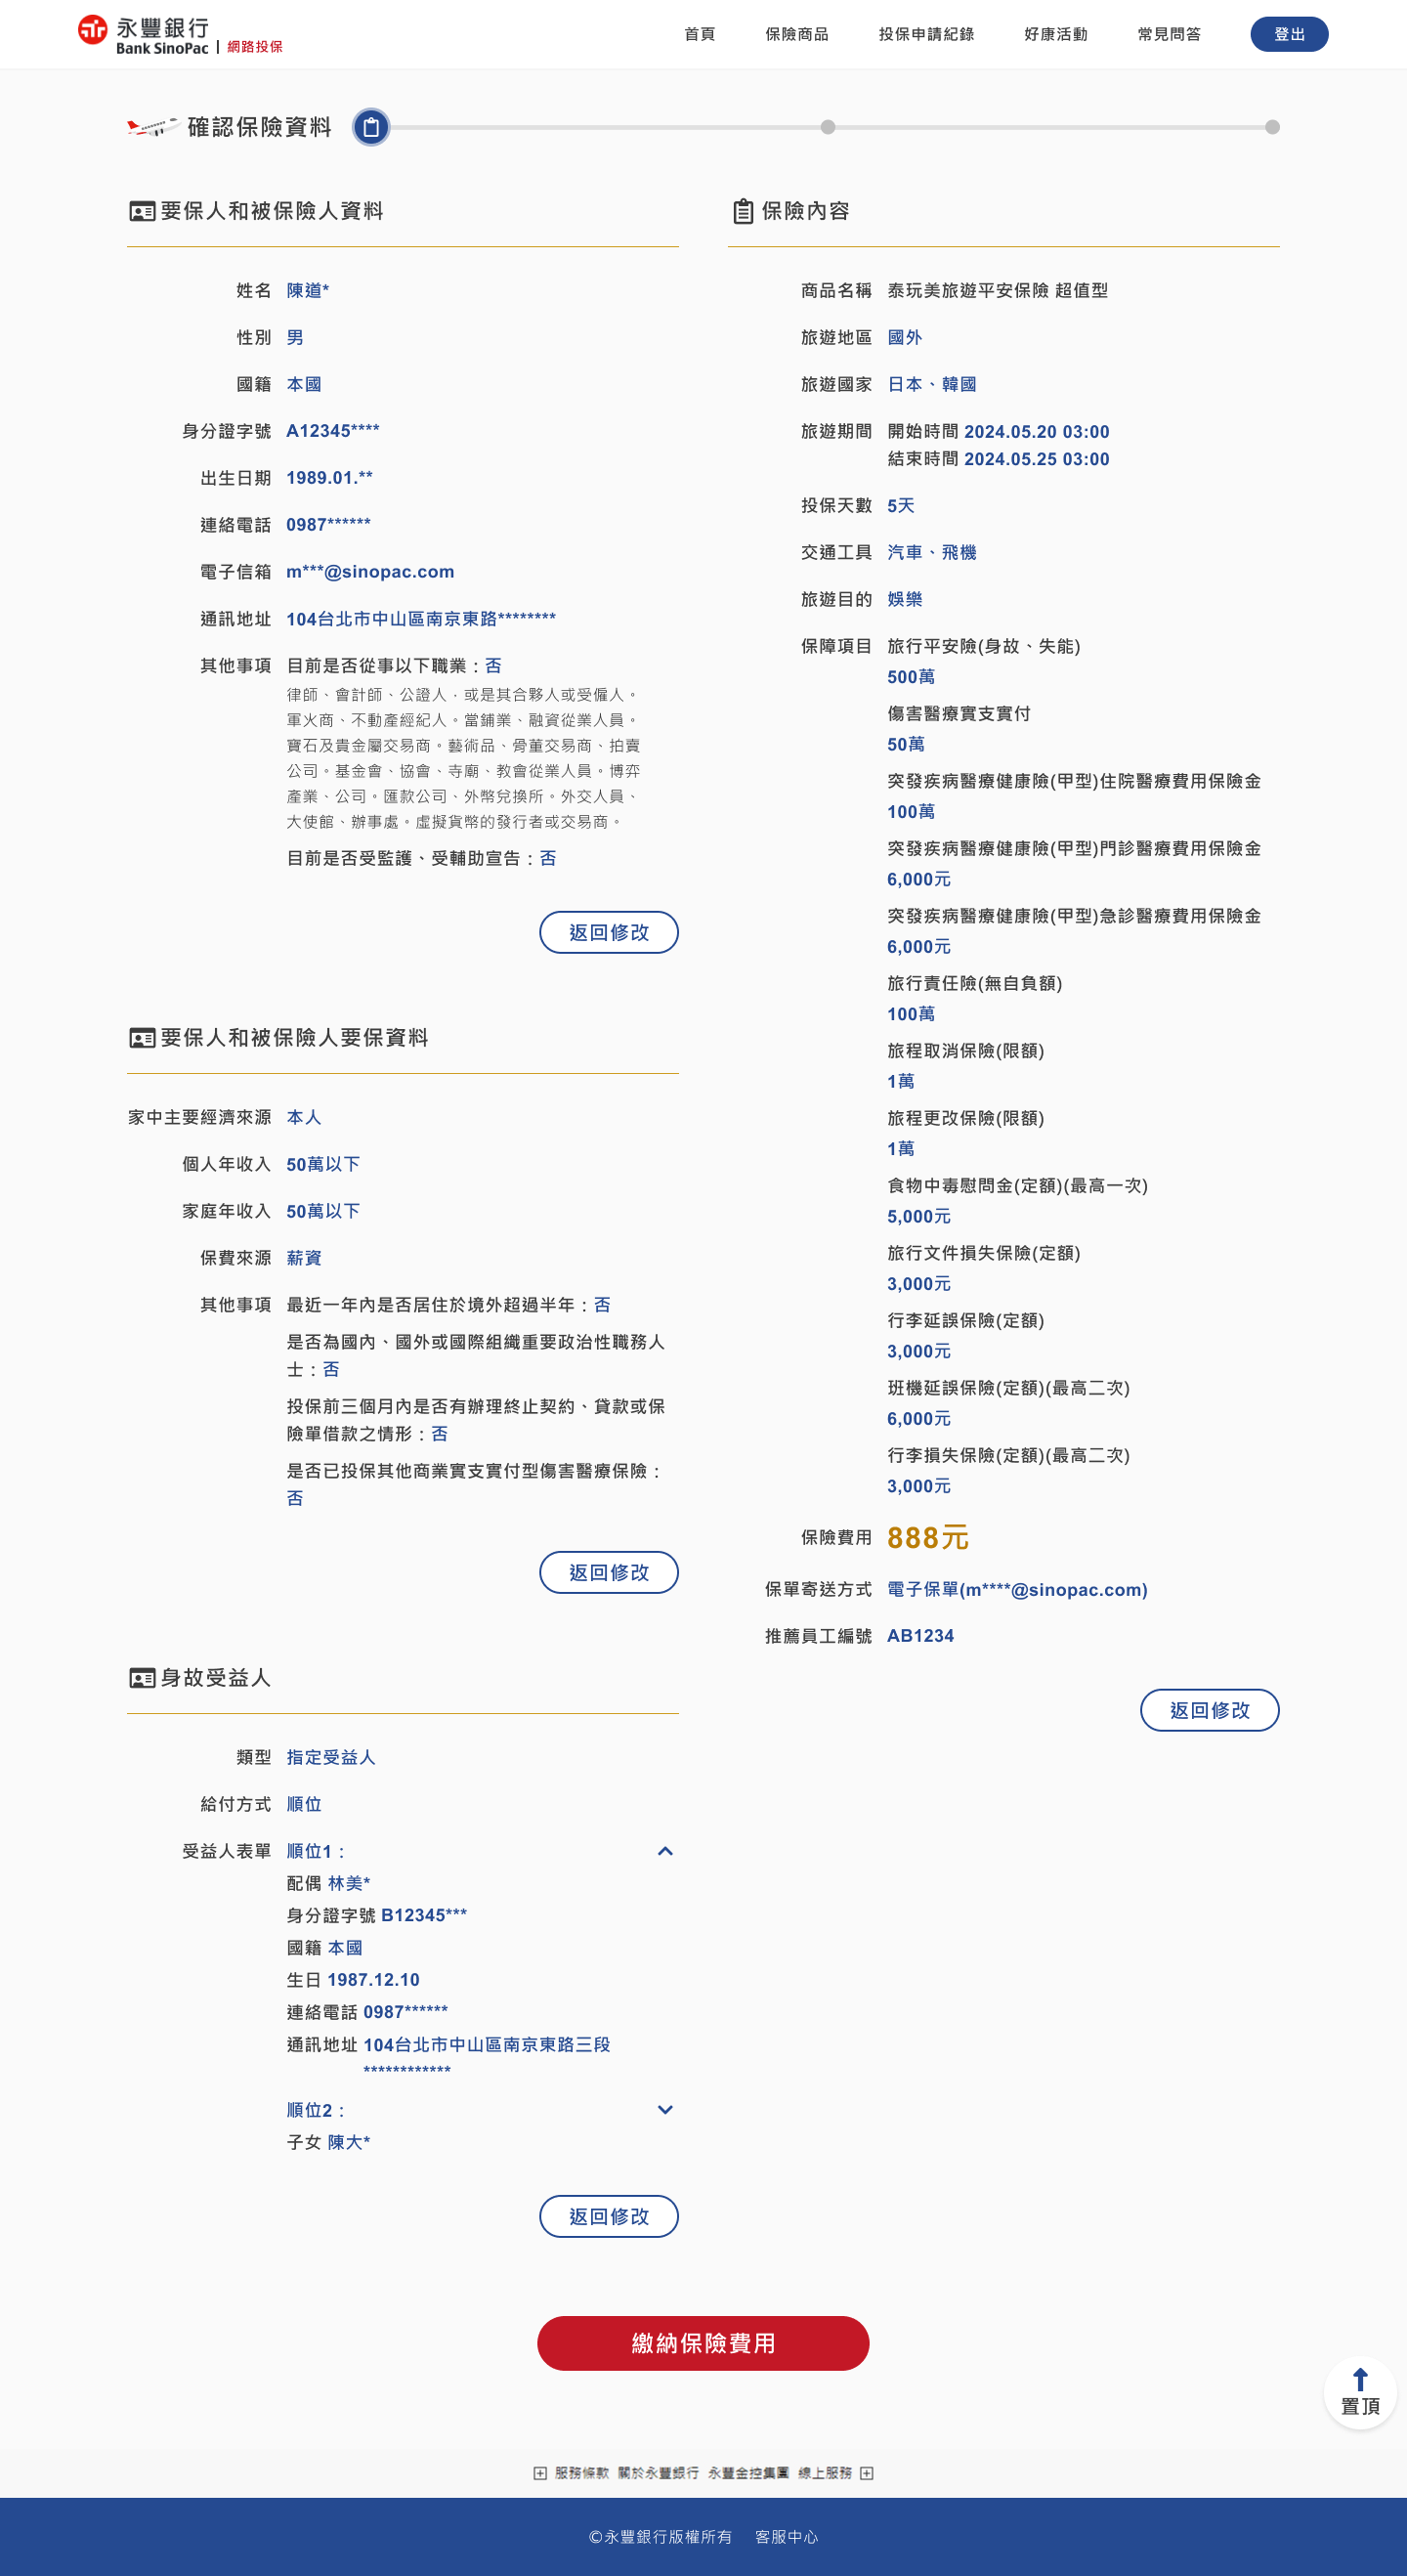 永豐銀行
Bank SinoPac | 網路投保
首頁 保險商品 投保申請紀錄 好康活動 常見問答 登出
確認保險資料
要保人和被保險人資料
姓名 陳道*
性別 男
國籍 本國
身分證字號 A12345****
出生日期 1989.01.**
連絡電話 0987******
電子信箱 m***@sinopac.com
通訊地址 104台北市中山區南京東路********
其他事項 目前是否從事以下職業：否
律師、會計師、公證人．或是其合夥人或受僱人。
軍火商、不動產經紀人。當鋪業、融資從業人員。
寶石及貴金屬交易商。藝術品、骨董交易商、拍賣
公司。基金會、協會、寺廟、教會從業人員。博弈
產業、公司。匯款公司、外幣兌換所。外交人員、
大使館、辦事處。虛擬貨幣的發行者或交易商。
目前是否受監護、受輔助宣告：否
返回修改
要保人和被保險人要保資料
家中主要經濟來源 本人
個人年收入 50萬以下
家庭年收入 50萬以下
保費來源 薪資
其他事項 最近一年內是否居住於境外超過半年：否
是否為國內、國外或國際組織重要政治性職務人
士：否
投保前三個月內是否有辦理終止契約、貸款或保
險單借款之情形：否
是否已投保其他商業實支實付型傷害醫療保險：
否
返回修改
身故受益人
類型 指定受益人
給付方式 順位
受益人表單 順位1：
配偶 林美*
身分證字號 B12345***
國籍 本國
生日 1987.12.10
連絡電話 0987******
通訊地址 104台北市中山區南京東路三段
************
順位2：
子女 陳大*
返回修改
保險內容
商品名稱 泰玩美旅遊平安保險 超值型
旅遊地區 國外
旅遊國家 日本、韓國
旅遊期間 開始時間 2024.05.20 03:00
結束時間 2024.05.25 03:00
投保天數 5天
交通工具 汽車、飛機
旅遊目的 娛樂
保障項目 旅行平安險(身故、失能)
500萬
傷害醫療實支實付
50萬
突發疾病醫療健康險(甲型)住院醫療費用保險金
100萬
突發疾病醫療健康險(甲型)門診醫療費用保險金
6,000元
突發疾病醫療健康險(甲型)急診醫療費用保險金
6,000元
旅行責任險(無自負額)
100萬
旅程取消保險(限額)
1萬
旅程更改保險(限額)
1萬
食物中毒慰問金(定額)(最高一次)
5,000元
旅行文件損失保險(定額)
3,000元
行李延誤保險(定額)
3,000元
班機延誤保險(定額)(最高二次)
6,000元
行李損失保險(定額)(最高二次)
3,000元
保險費用 888元
保單寄送方式 電子保單(m****@sinopac.com)
推薦員工編號 AB1234
返回修改
繳納保險費用
置頂
服務條款 關於永豐銀行 永豐金控集團 線上服務
©永豐銀行版權所有 客服中心